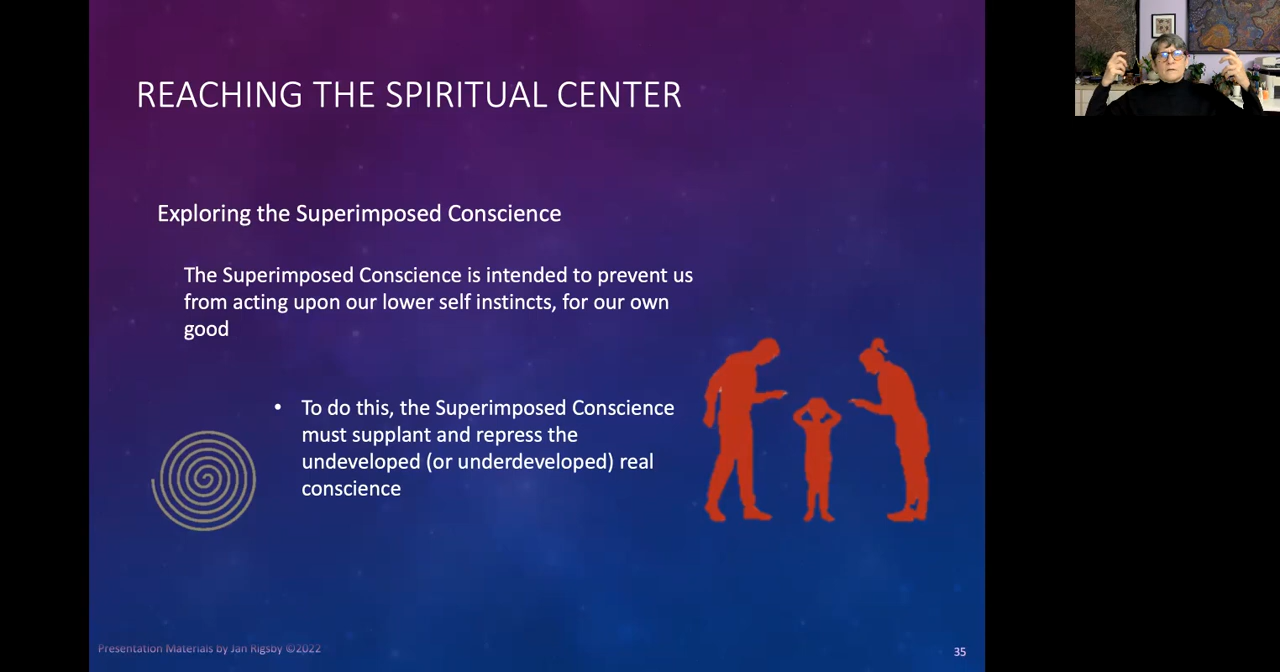 REACHING THE SPIRITUAL CENTER
Exploring the Superimposed Conscience
The Superimposed Conscience is intended to prevent us
from acting upon our lower self instincts, for our own
good
• To do this, the Superimposed Conscience
must supplant and repress the
undeveloped (or underdeveloped) real
conscience
Presentation Materials by Jan Rigsby ©2022
35